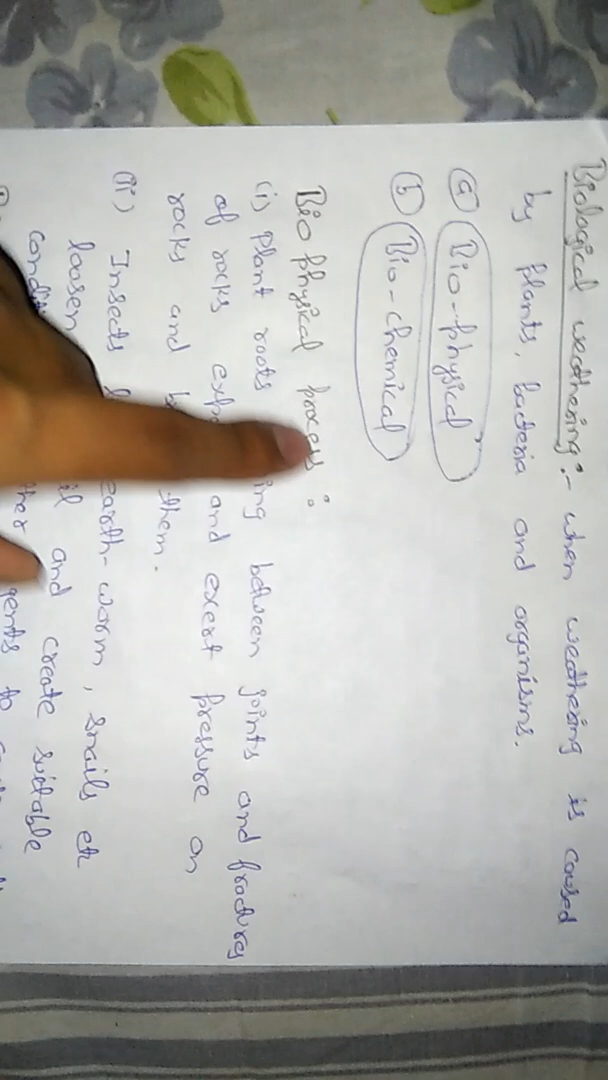 Biological weathering :- when weathering is caused
by plants, bacteria and organisms.
(a) Bio-physical
(b) Bio-chemical
Bio physical process :
(i) Plant roots between joints and fractures
of rocks and exert pressure on
rocks and them.
(ii) Insects earth-worm, snails etc
loosen and create suitable
to